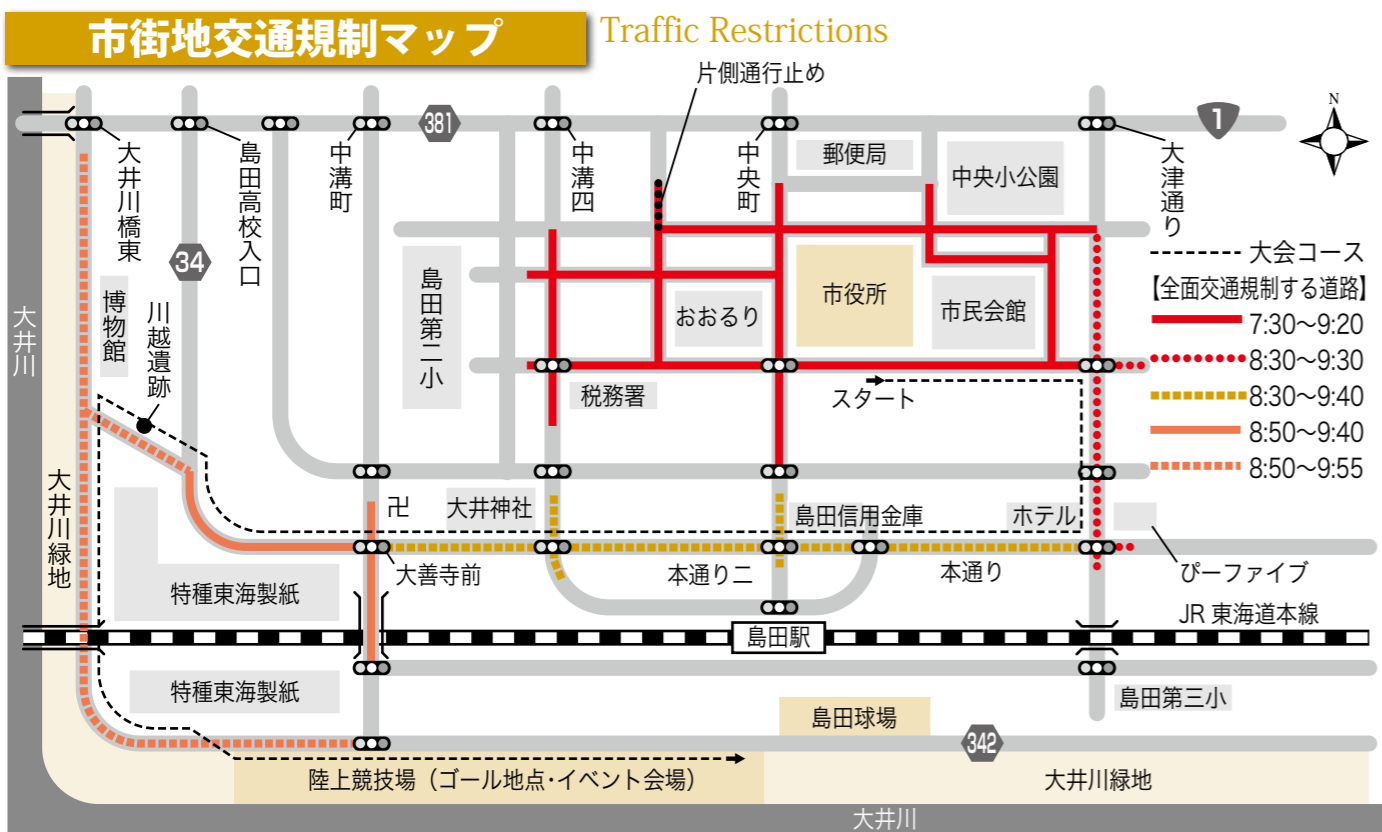 市街地交通規制マップ
Traffic Restrictions
片側通行止め
N
381
1
大井川橋東
島田高校入口
中溝町
中溝四
中央町
大津通り
郵便局
中央小公園
34
博物館
川越遺跡
島田第二小
おおるり
市役所
市民会館
大会コース
【全面交通規制する道路】
7:30〜9:20
8:30〜9:30
8:30〜9:40
8:50〜9:40
8:50〜9:55
大井川
税務署
スタート
大井川緑地
卍
大井神社
島田信用金庫
ホテル
特種東海製紙
大善寺前
本通り二
本通り
ぴーファイブ
JR 東海道本線
島田駅
特種東海製紙
島田第三小
島田球場
342
陸上競技場（ゴール地点・イベント会場）
大井川緑地
大井川